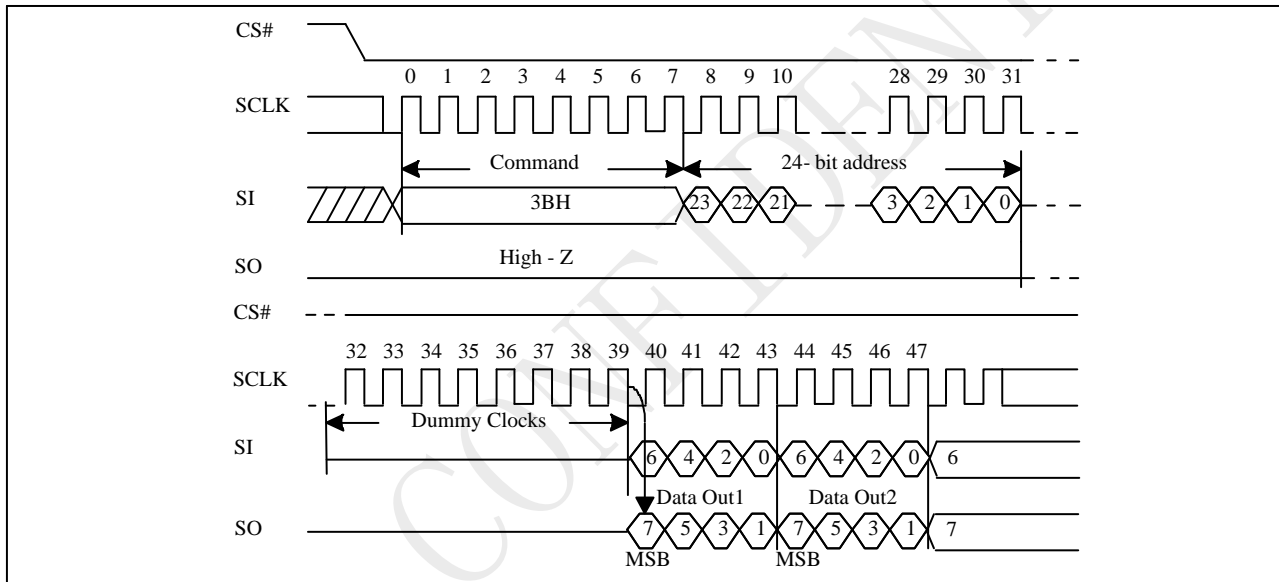 CS#
0 1 2 3 4 5 6 7 8 9 10 28 29 30 31
SCLK
Command 24- bit address
SI 3BH 23 22 21 3 2 1 0
High - Z
SO
CS#
32 33 34 35 36 37 38 39 40 41 42 43 44 45 46 47
SCLK
Dummy Clocks
SI 6 4 2 0 6 4 2 0 6
Data Out1 Data Out2
SO 7 5 3 1 7 5 3 1 7
MSB MSB
CONFIDENT